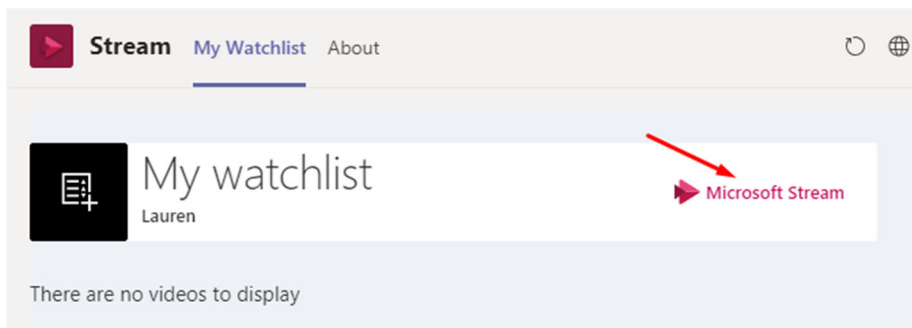 Stream My Watchlist About
My watchlist
Lauren
Microsoft Stream
There are no videos to display